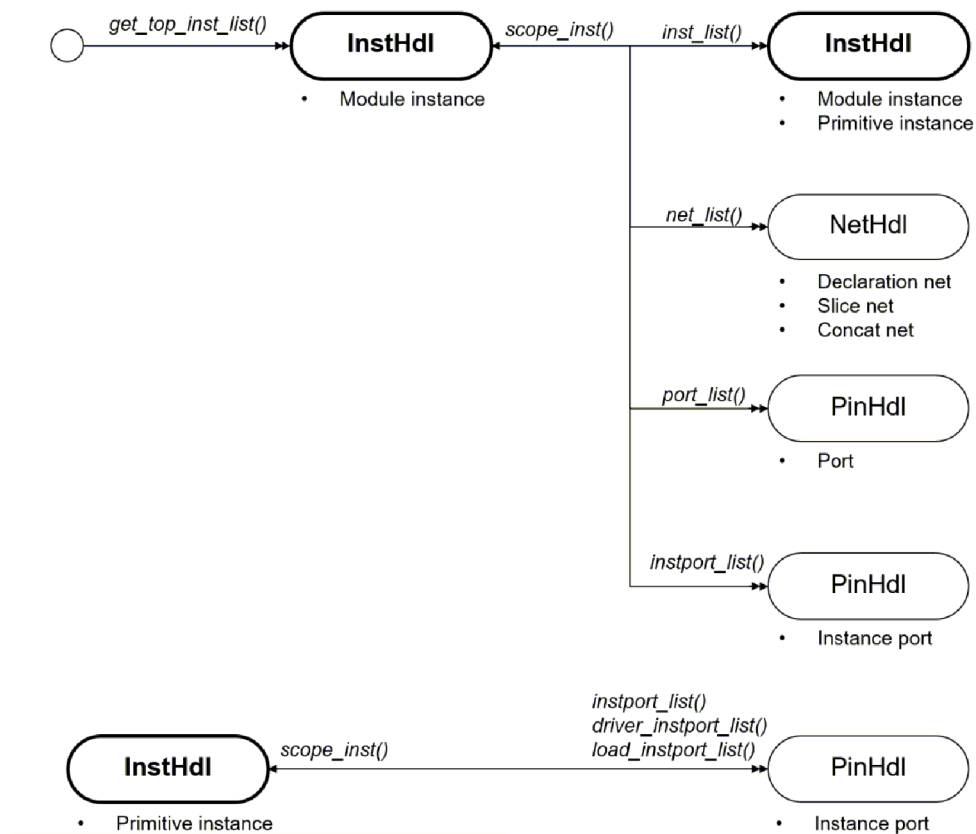 get_top_inst_list()
InstHdl
scope_inst()
inst_list()
InstHdl
• Module instance
• Module instance
• Primitive instance
net_list()
NetHdl
• Declaration net
• Slice net
• Concat net
port_list()
PinHdl
• Port
instport_list()
PinHdl
• Instance port
instport_list()
driver_instport_list()
load_instport_list()
InstHdl
scope_inst()
PinHdl
• Primitive instance
• Instance port